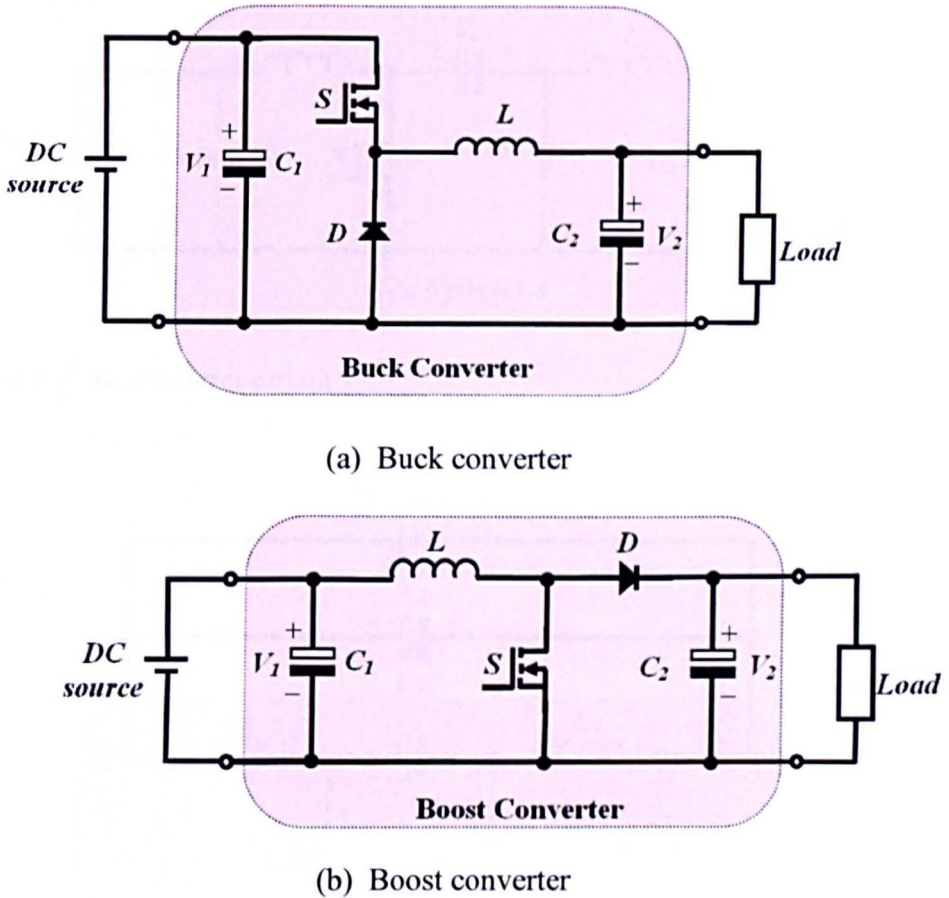 S
L
DC
source
+
V1
C1
−
D
C2
+
V2
−
Load
Buck Converter
(a) Buck converter
L
D
DC
source
+
V1
C1
−
S
C2
+
V2
−
Load
Boost Converter
(b) Boost converter